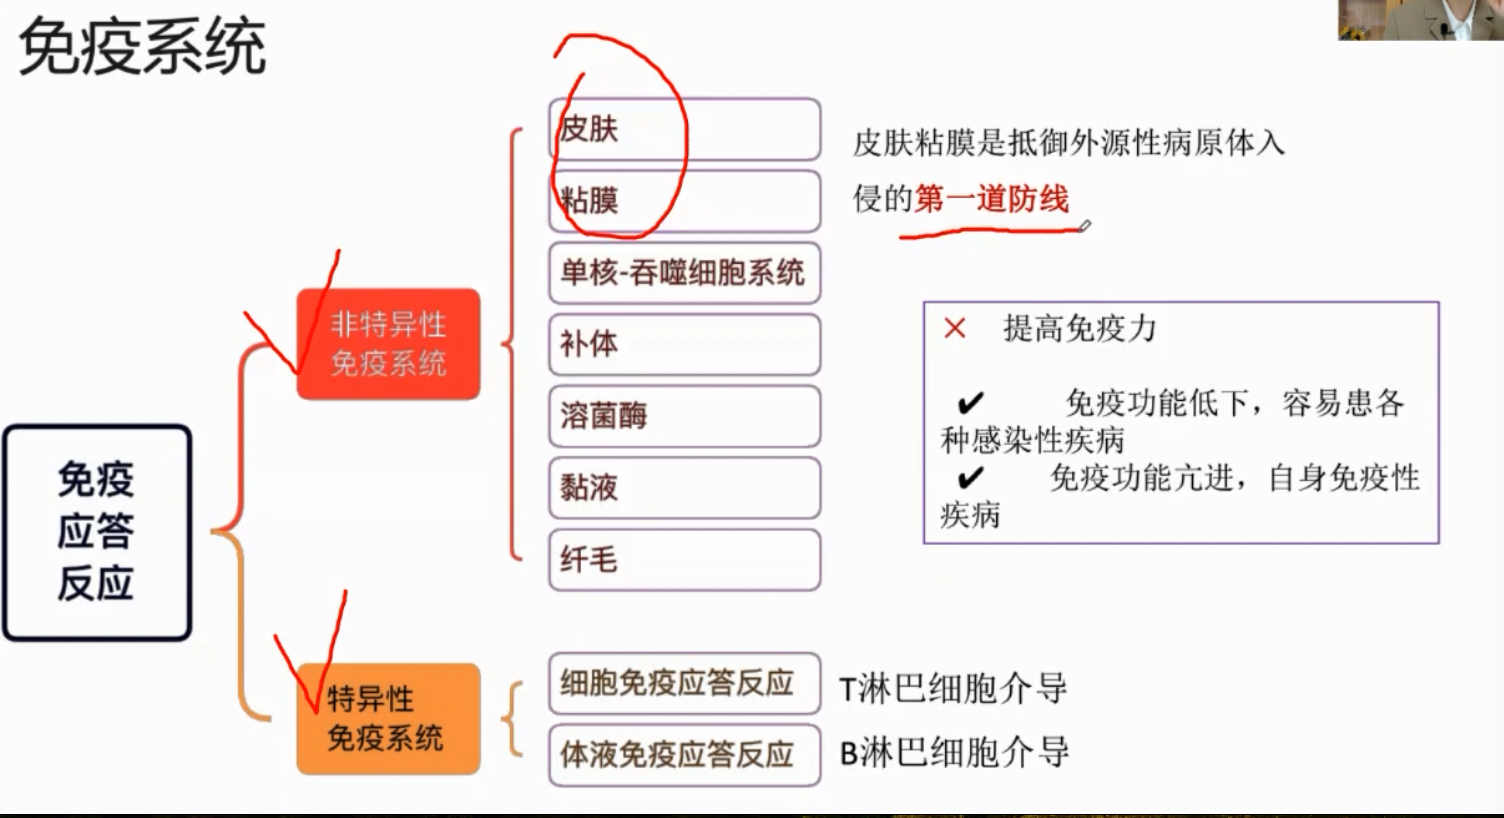 免疫系统
皮肤
粘膜
单核-吞噬细胞系统
补体
溶菌酶
黏液
纤毛
皮肤粘膜是抵御外源性病原体入
侵的第一道防线
× 提高免疫力
✔ 免疫功能低下，容易患各
种感染性疾病
✔ 免疫功能亢进，自身免疫性
疾病
非特异性
免疫系统
免疫
应答
反应
特异性
免疫系统
细胞免疫应答反应
T淋巴细胞介导
体液免疫应答反应
B淋巴细胞介导